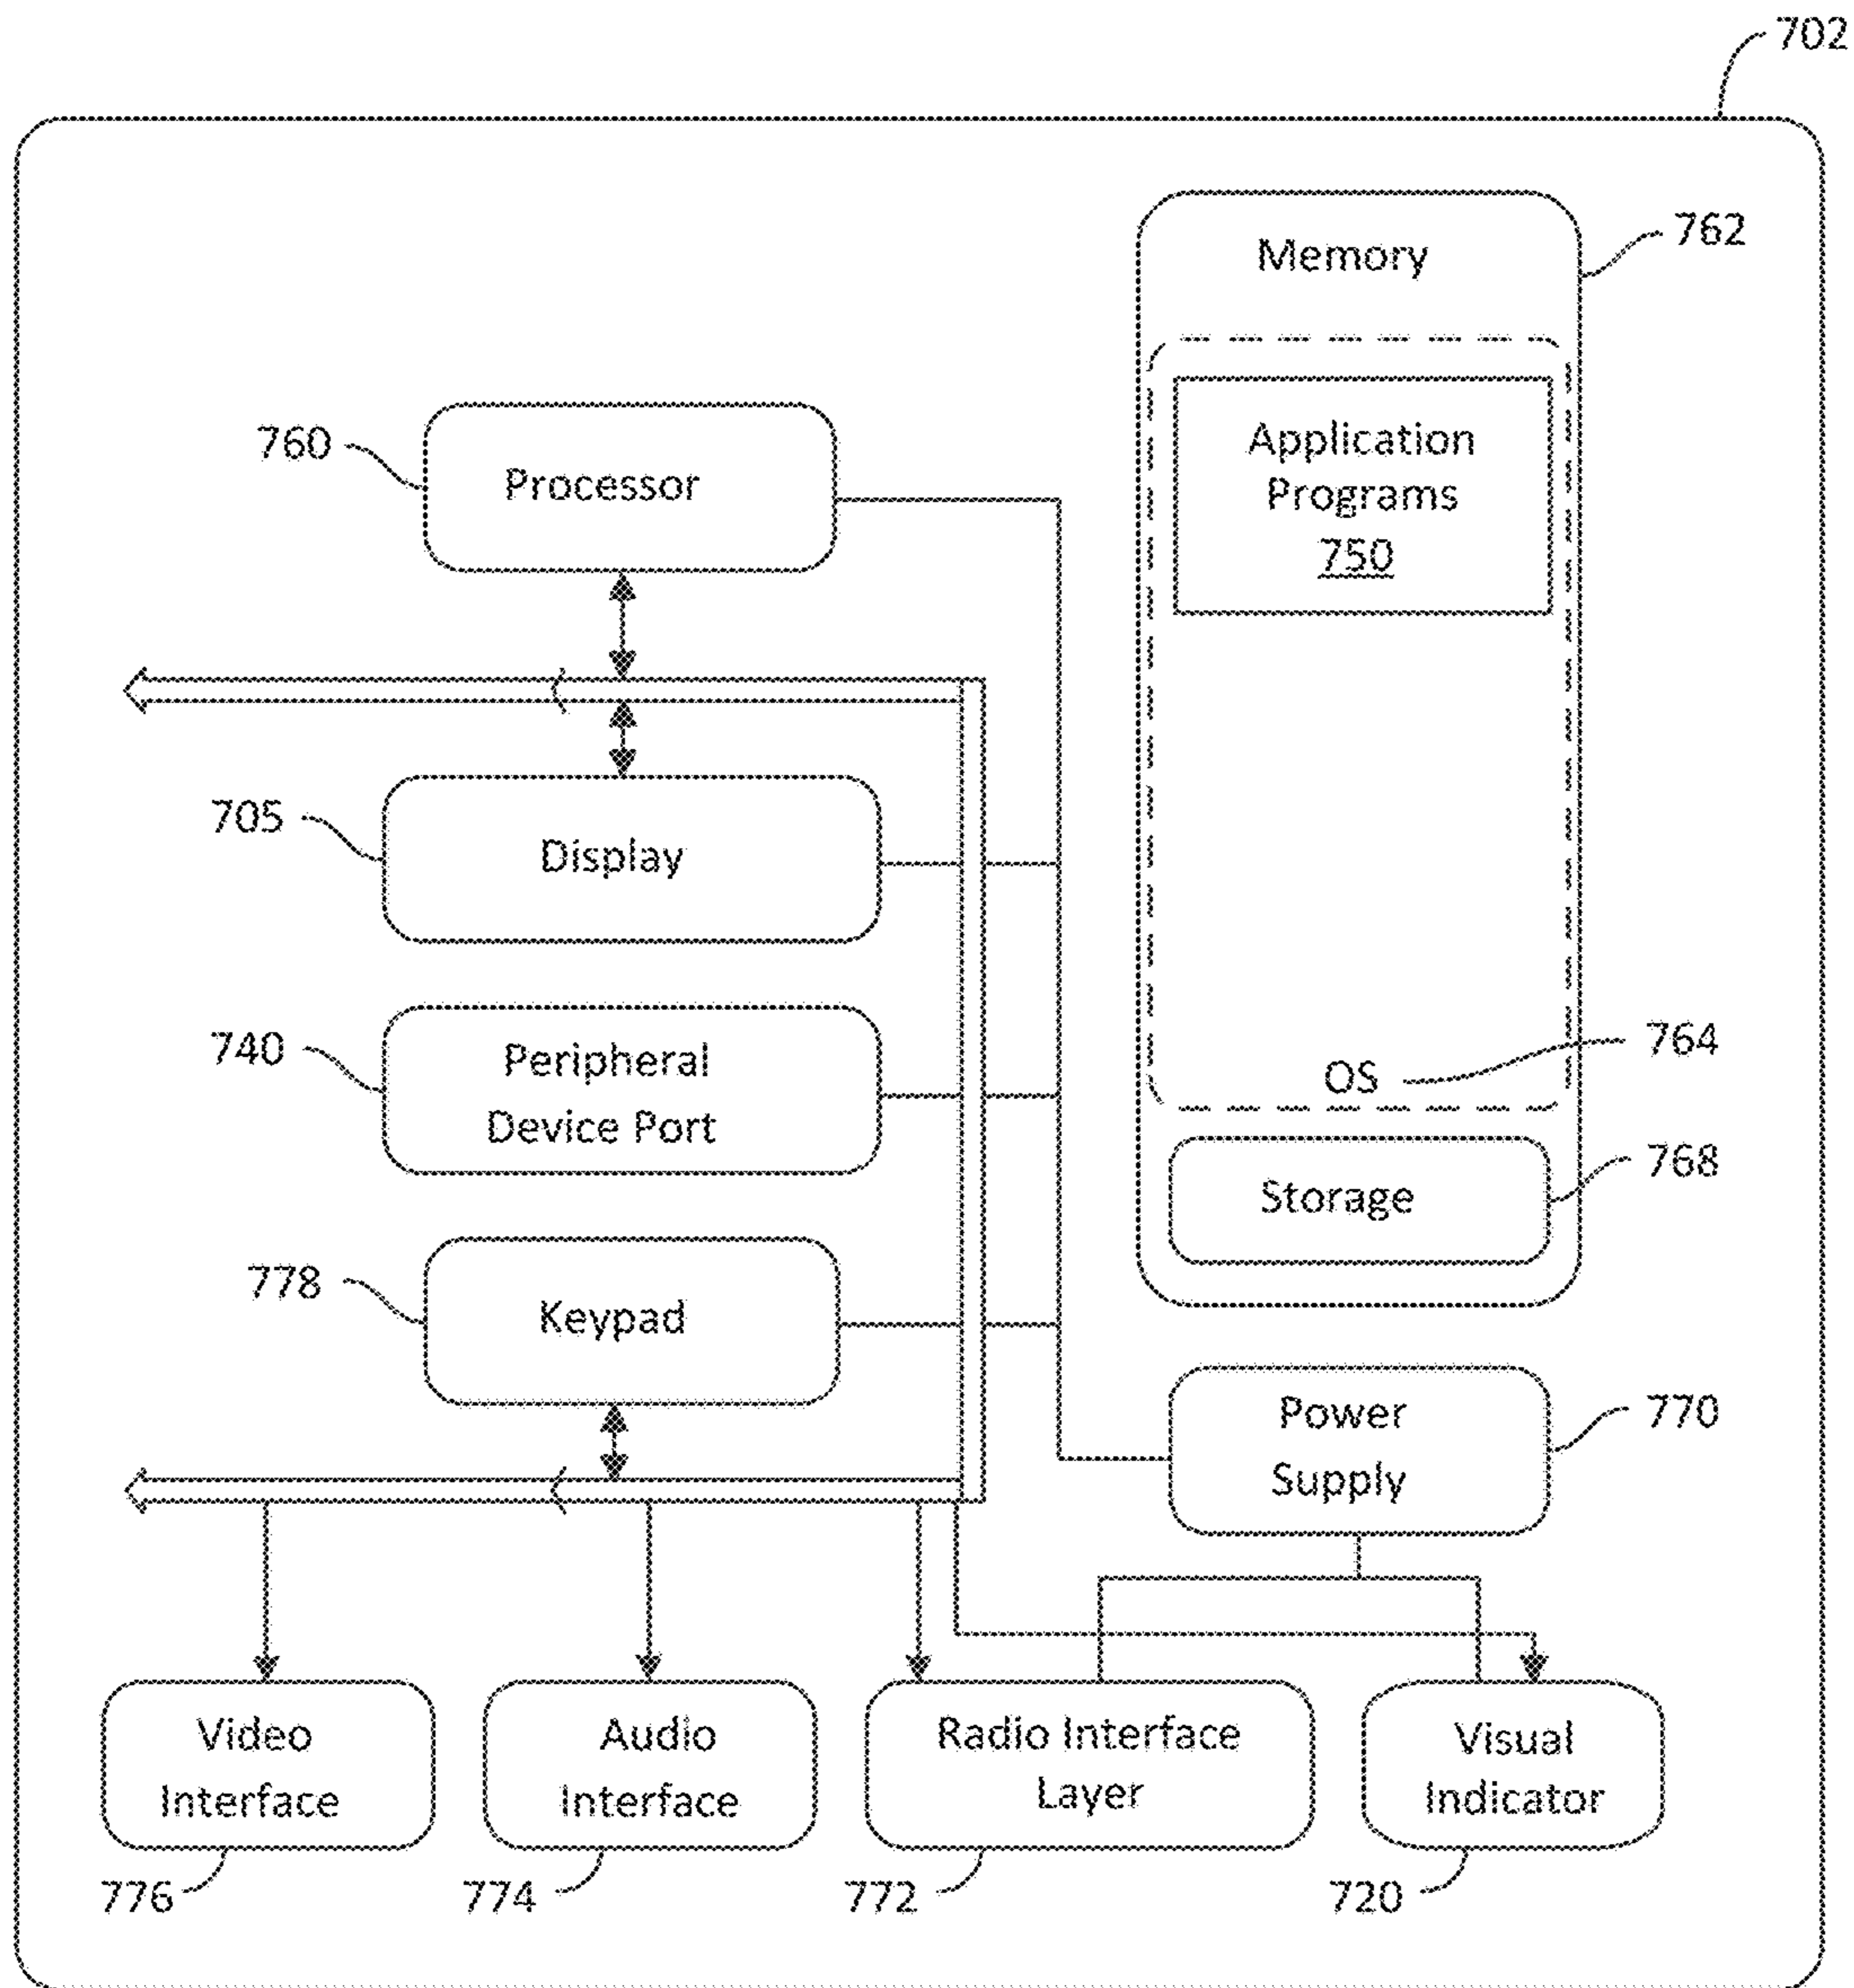 702
Memory
762
Application
Programs
750
760
Processor
705
Display
740
Peripheral
Device Port
OS
764
Storage
768
778
Keypad
Power
Supply
770
Video
Interface
Audio
Interface
Radio Interface
Layer
Visual
Indicator
776
774
772
720